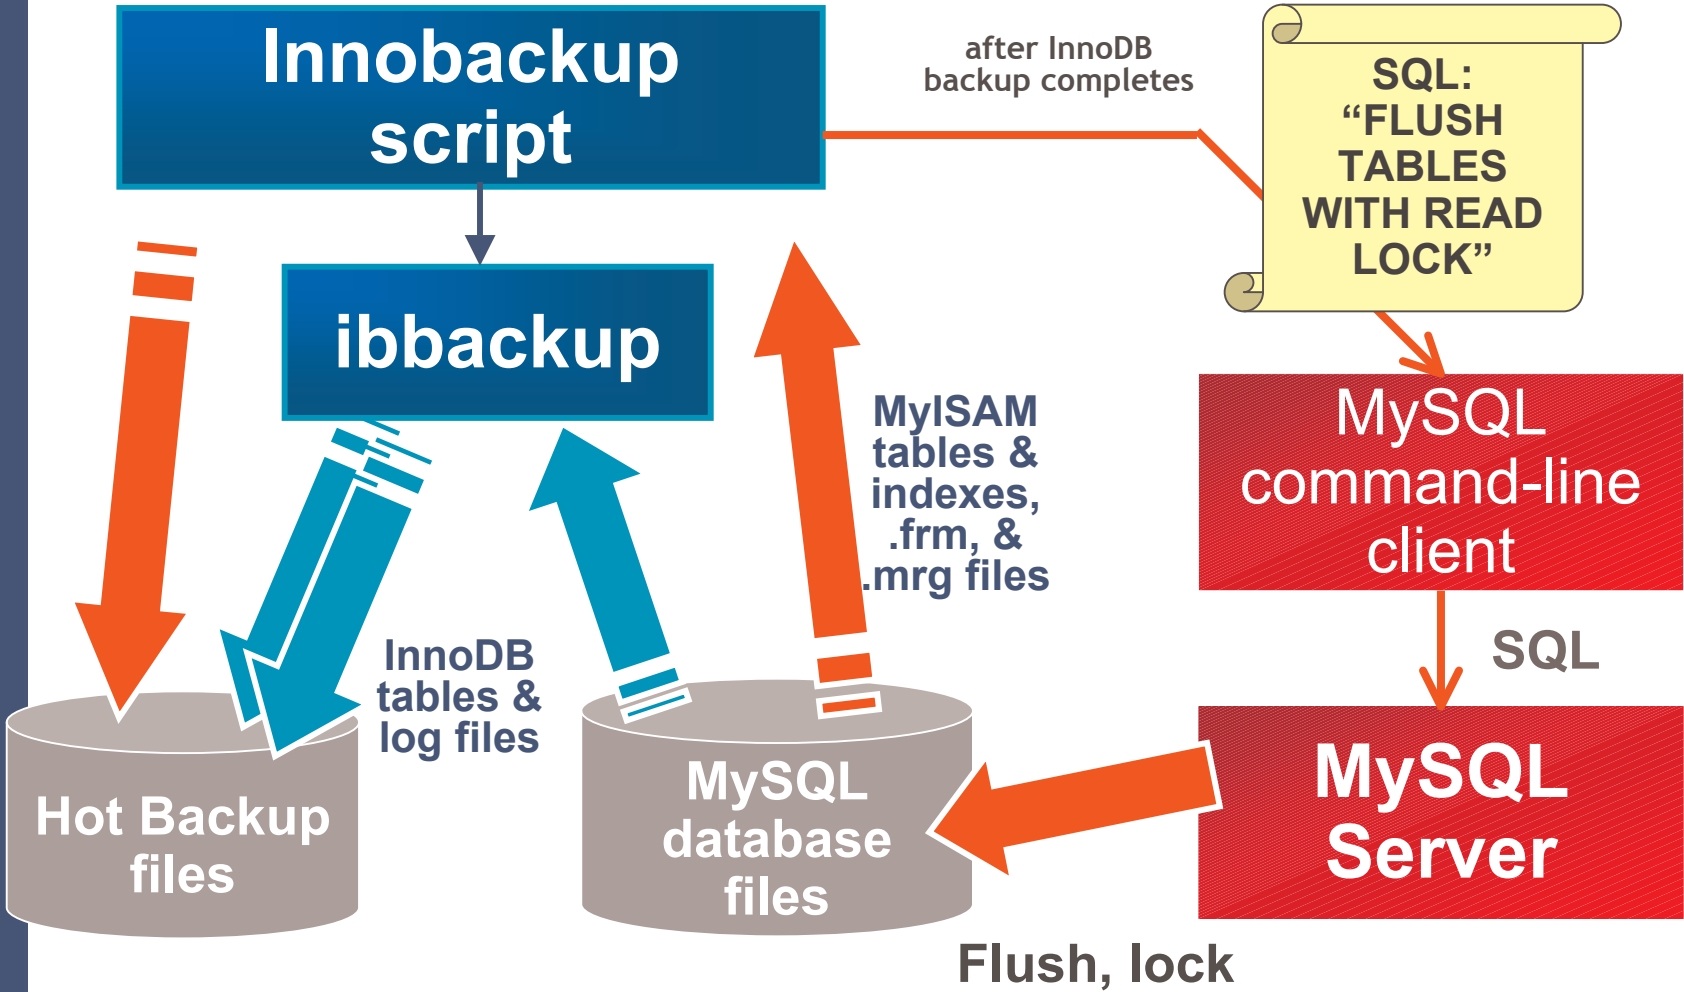 Innobackup
script
after InnoDB
backup completes
SQL:
“FLUSH
TABLES
WITH READ
LOCK”
ibbackup
MyISAM
tables &
indexes,
.frm, &
.mrg files
MySQL
command-line
client
InnoDB
tables &
log files
SQL
Hot Backup
files
MySQL
database
files
MySQL
Server
Flush, lock